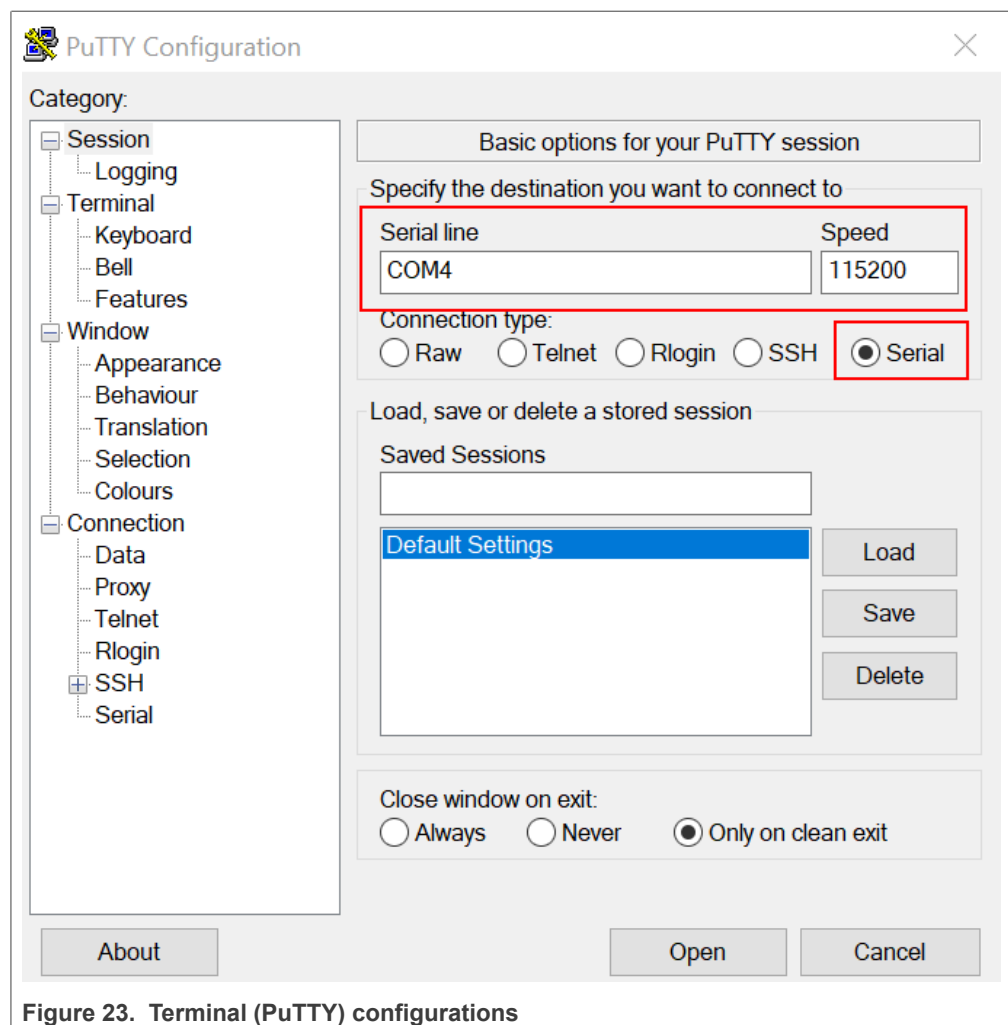 PuTTY Configuration
Category:
Session
Logging
Terminal
Keyboard
Bell
Features
Window
Appearance
Behaviour
Translation
Selection
Colours
Connection
Data
Proxy
Telnet
Rlogin
SSH
Serial
Basic options for your PuTTY session
Specify the destination you want to connect to
Serial line Speed
COM4 115200
Connection type:
Raw Telnet Rlogin SSH Serial
Load, save or delete a stored session
Saved Sessions
Default Settings
Load
Save
Delete
Close window on exit:
Always Never Only on clean exit
About Open Cancel
Figure 23. Terminal (PuTTY) configurations